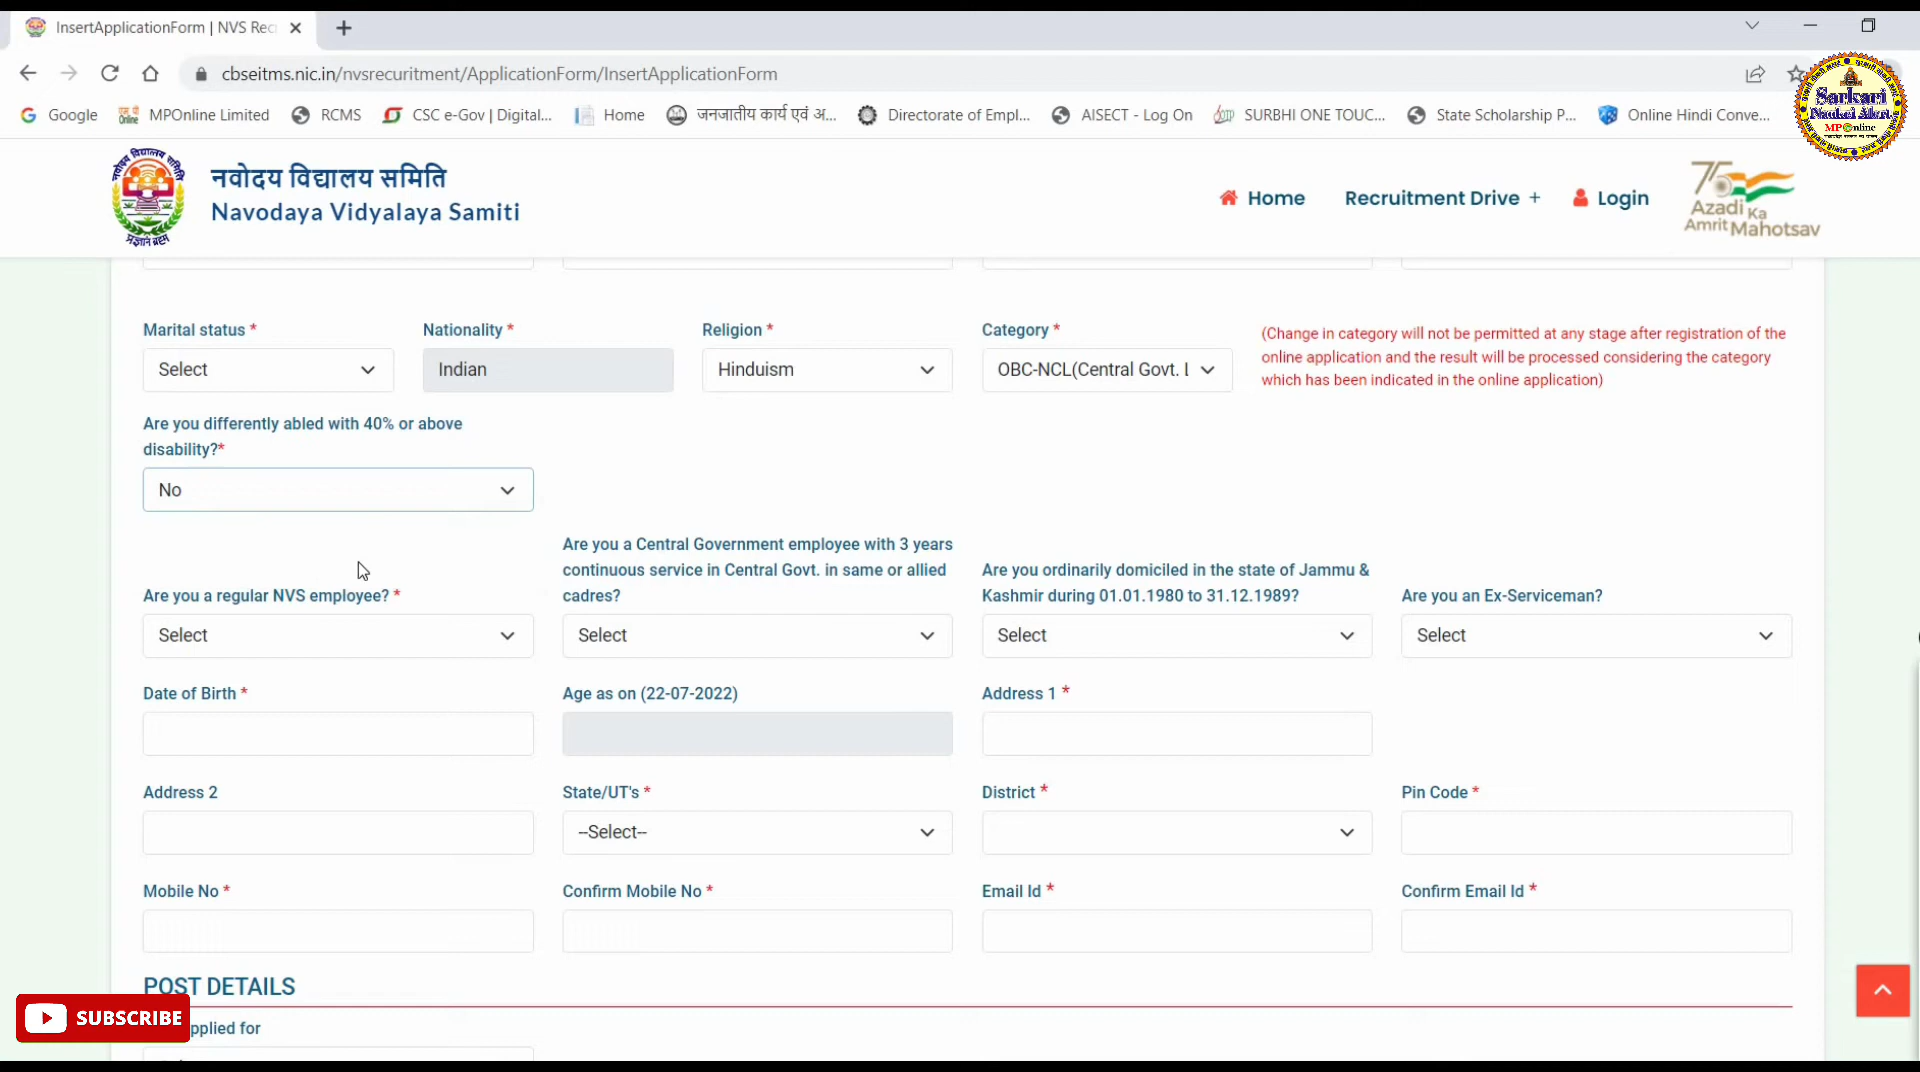 InsertApplicationForm | NVS Rec
cbseitms.nic.in/nvsrecuritment/ApplicationForm/InsertApplicationForm
Google
MPOnline Limited
RCMS
CSC e-Gov | Digital...
Home
जनजातीय कार्य एवं अ...
Directorate of Empl...
AISECT - Log On
SURBHI ONE TOUC...
State Scholarship P...
Online Hindi Conve...
Sarkari
Naukri Alert
MPOnline
नवोदय विद्यालय समिति
Navodaya Vidyalaya Samiti
Home
Recruitment Drive +
Login
75
Azadi Ka
Amrit Mahotsav
Marital status *
Nationality *
Religion *
Category *
Select
Indian
Hinduism
OBC-NCL(Central Govt. L
(Change in category will not be permitted at any stage after registration of the
online application and the result will be processed considering the category
which has been indicated in the online application)
Are you differently abled with 40% or above
disability?*
No
Are you a regular NVS employee? *
Are you a Central Government employee with 3 years
continuous service in Central Govt. in same or allied
cadres?
Are you ordinarily domiciled in the state of Jammu &
Kashmir during 01.01.1980 to 31.12.1989?
Are you an Ex-Serviceman?
Select
Select
Select
Select
Date of Birth *
Age as on (22-07-2022)
Address 1 *
Address 2
State/UT's *
District *
Pin Code *
--Select--
Mobile No *
Confirm Mobile No *
Email Id *
Confirm Email Id *
POST DETAILS
SUBSCRIBE
pplied for